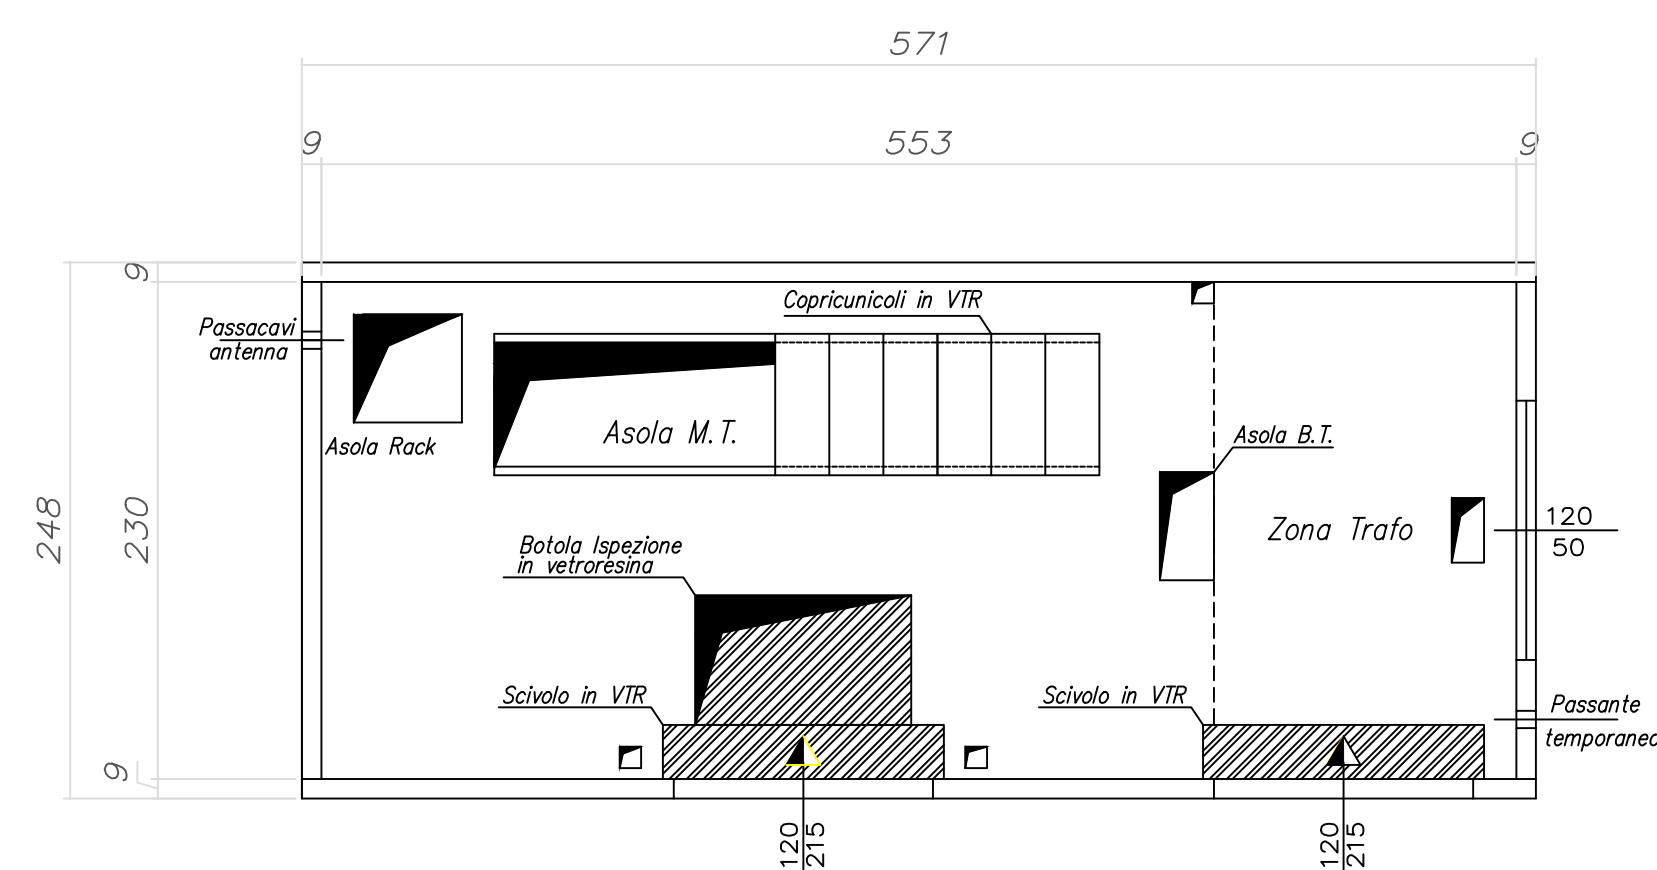 571
9
553
9
9
Copricunicoli in VTR
Passacavi
antenna
Asola M.T.
Asola B.T.
Asola Rack
248
230
Zona Trafo
120
50
Botola Ispezione
in vetroresina
Scivolo in VTR
Scivolo in VTR
Passante
temporaneo
9
120
215
120
215